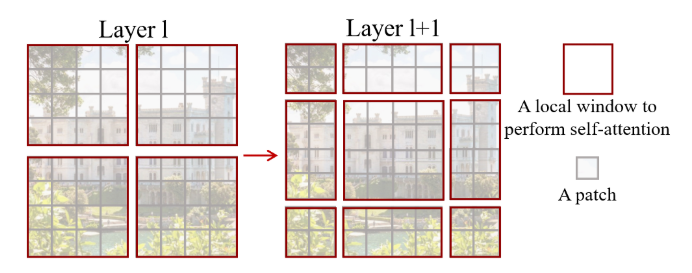 Layer l
Layer l+1
A local window to
perform self-attention
A patch